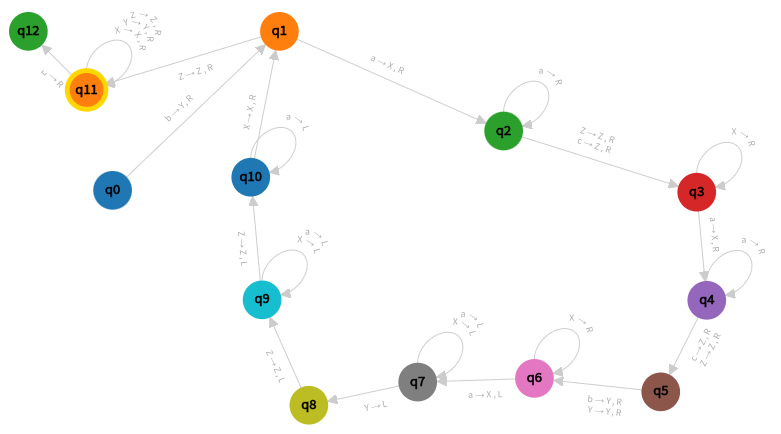 q12
q1
Z→Z,R
Y→Y,R
X→X,R
q11
␣→R
Z→Z,R
b→Y,R
a→X,R
a→R
q2
Z→Z,R
c→Z,R
X→R
q3
X→X,R
a→L
q10
q0
a→X,R
a→R
q4
Z→Z,L
a→L
X→L
q9
c→Z,R
Z→Z,R
X→R
a→L
X→L
Z→Z,L
q7
q6
q5
a→X,L
b→Y,R
Y→Y,R
q8
Y→L